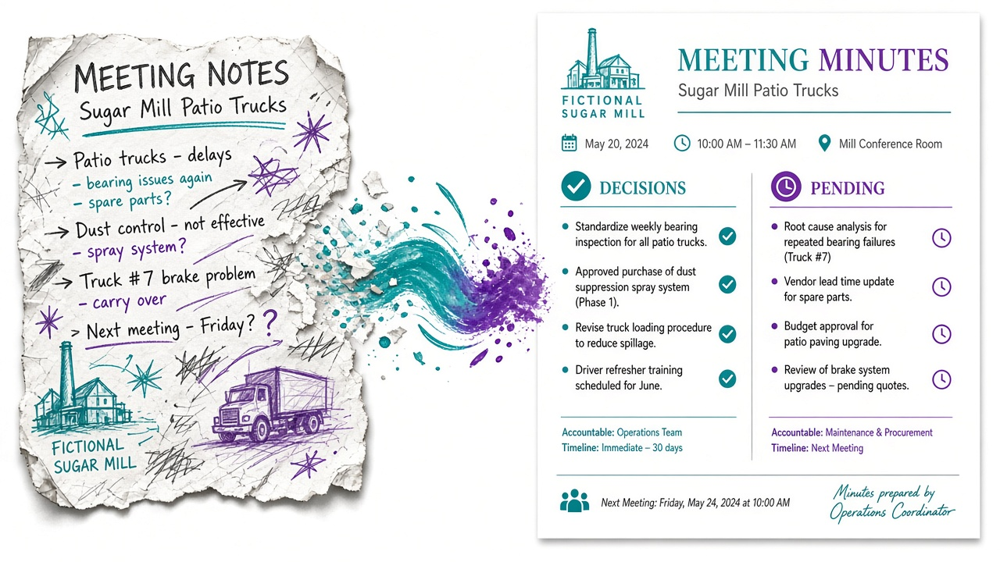 MEETING NOTES
Sugar Mill Patio Trucks
→ Patio trucks – delays
– bearing issues again
– spare parts?
→ Dust control – not effective
– spray system?
→ Truck #7 brake problem
– carry over
> Next meeting – Friday? ?
FICTIONAL
SUGAR MILL
FICTIONAL
SUGAR MILL
MEETING MINUTES
Sugar Mill Patio Trucks
May 20, 2024
10:00 AM – 11:30 AM
Mill Conference Room
DECISIONS
Standardize weekly bearing
inspection for all patio trucks.
Approved purchase of dust
suppression spray system
(Phase 1).
Revise truck loading procedure
to reduce spillage.
Driver refresher training
scheduled for June.
Accountable: Operations Team
Timeline: Immediate – 30 days
PENDING
Root cause analysis for
repeated bearing failures
(Truck #7)
Vendor lead time update
for spare parts.
Budget approval for
patio paving upgrade.
Review of brake system
upgrades – pending quotes.
Accountable: Maintenance & Procurement
Timeline: Next Meeting
Next Meeting: Friday, May 24, 2024 at 10:00 AM
Minutes prepared by
Operations Coordinator